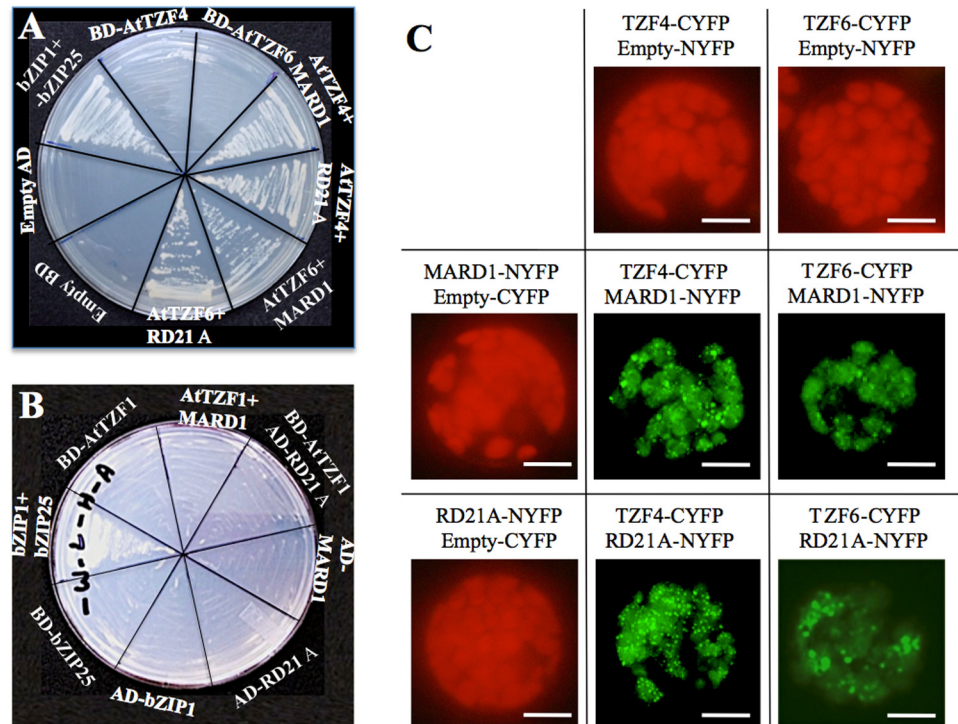 A
BD-AtTZF4
BD-AtTZF6
AtTZF4+
MARD1
AtTZF4+
RD21 A
AtTZF6+
MARD1
AtTZF6+
RD21 A
Empty BD
Empty AD
bZIP1+
-bZIP25
B
AtTZF1+
MARD1
BD-AtTZF1
AD-RD21 A
AD-
MARD1
AD-RD21 A
AD-bZIP1
BD-bZIP25
bZIP1+
bZIP25
BD-AtTZF1
C
TZF4-CYFP
Empty-NYFP
TZF6-CYFP
Empty-NYFP
MARD1-NYFP
Empty-CYFP
TZF4-CYFP
MARD1-NYFP
TZF6-CYFP
MARD1-NYFP
RD21A-NYFP
Empty-CYFP
TZF4-CYFP
RD21A-NYFP
TZF6-CYFP
RD21A-NYFP